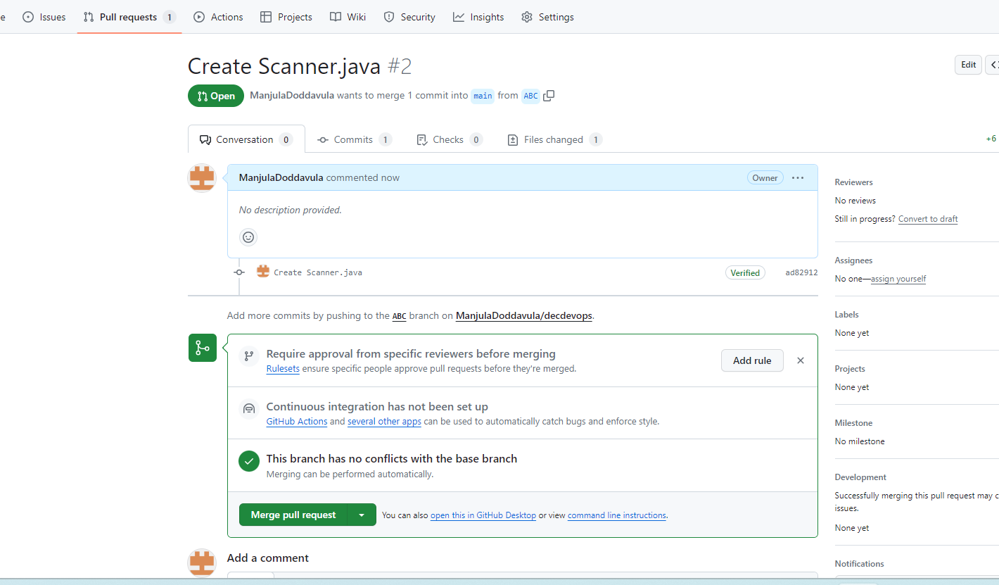 e Issues Pull requests 1 Actions Projects Wiki Security Insights Settings
Create Scanner.java #2
Edit
Open ManjulaDoddavula wants to merge 1 commit into main from ABC
Conversation 0 Commits 1 Checks 0 Files changed 1 +6
ManjulaDoddavula commented now Owner
No description provided.
Create Scanner.java Verified ad82912
Add more commits by pushing to the ABC branch on ManjulaDoddavula/decdevops.
Require approval from specific reviewers before merging
Rulesets ensure specific people approve pull requests before they're merged.
Add rule
Continuous integration has not been set up
GitHub Actions and several other apps can be used to automatically catch bugs and enforce style.
This branch has no conflicts with the base branch
Merging can be performed automatically.
Merge pull request You can also open this in GitHub Desktop or view command line instructions.
Add a comment
Reviewers
No reviews
Still in progress? Convert to draft
Assignees
No one—assign yourself
Labels
None yet
Projects
None yet
Milestone
No milestone
Development
Successfully merging this pull request may c
issues.
None yet
Notifications